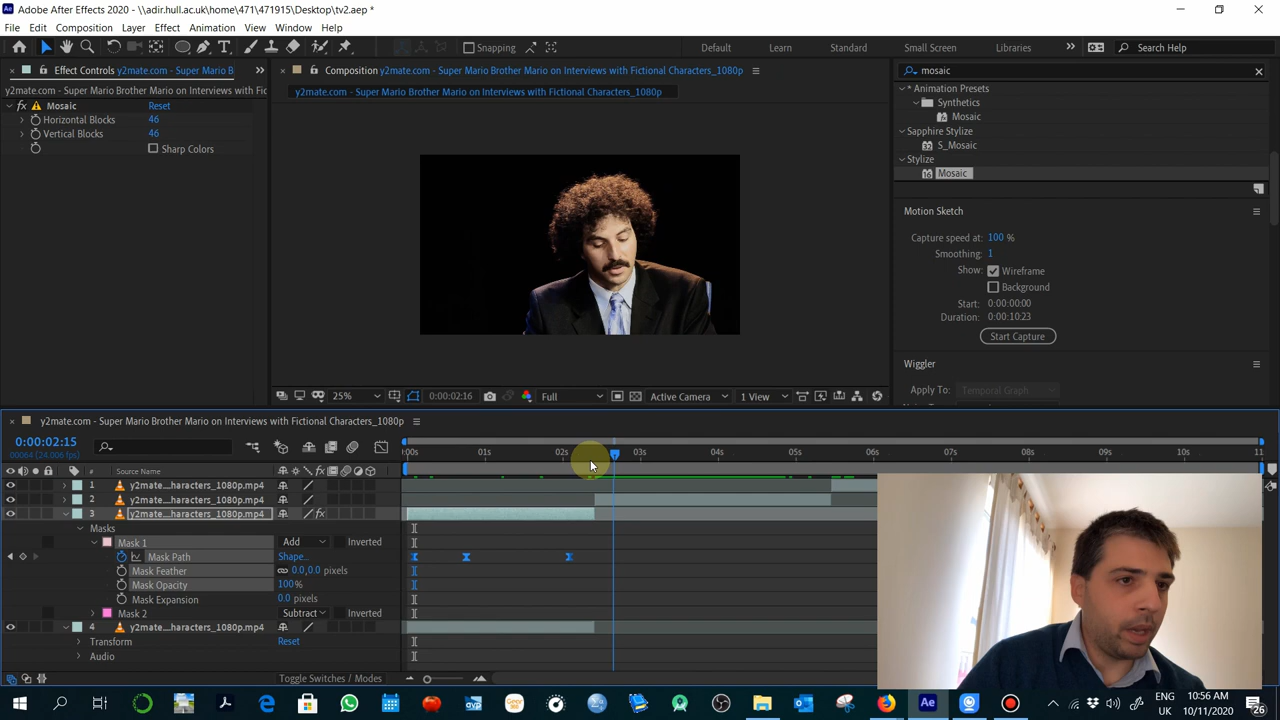 Adobe After Effects 2020 - \\adir.hull.ac.uk\home\471\471915\Desktop\tv2.aep *
File Edit Composition Layer Effect Animation View Window Help
Snapping
Default Learn Standard Small Screen Libraries
Search Help
Effect Controls y2mate.com - Super Mario B
y2mate.com - Super Mario Brother Mario on Interviews with Fic
Mosaic Reset
Horizontal Blocks 46
Vertical Blocks 46
Sharp Colors
Composition y2mate.com - Super Mario Brother Mario on Interviews with Fictional Characters_1080p
y2mate.com - Super Mario Brother Mario on Interviews with Fictional Characters_1080p
25% 0:00:02:16 Full Active Camera 1 View
mosaic
* Animation Presets
Synthetics
Mosaic
Sapphire Stylize
S_Mosaic
Stylize
Mosaic
Motion Sketch
Capture speed at: 100 %
Smoothing: 1
Show: Wireframe
Background
Start: 0:00:00:00
Duration: 0:00:10:23
Start Capture
Wiggler
Apply To: Temporal Graph
y2mate.com - Super Mario Brother Mario on Interviews with Fictional Characters_1080p
0:00:02:15
00064 (24.006 fps)
:00s 01s 02s 03s 04s 05s 06s 07s 08s 09s 10s 11
# Source Name
1 y2mate....haracters_1080p.mp4
2 y2mate....haracters_1080p.mp4
3 y2mate....haracters_1080p.mp4
Masks
Mask 1 Add Inverted
Mask Path Shape...
Mask Feather 0.0,0.0 pixels
Mask Opacity 100%
Mask Expansion 0.0 pixels
Mask 2 Subtract Inverted
4 y2mate....haracters_1080p.mp4
Transform Reset
Audio
Toggle Switches / Modes
ENG
UK
10:56 AM
10/11/2020
26